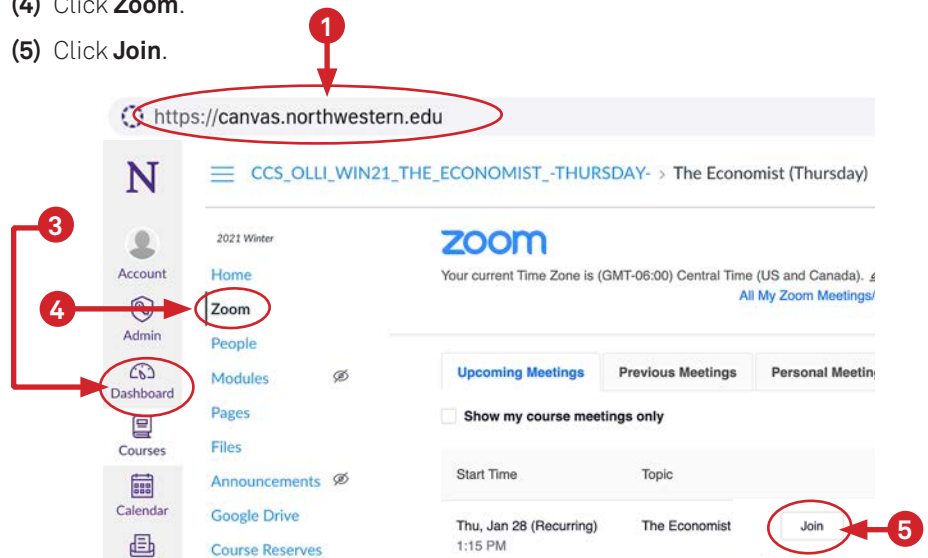 (4) Click Zoom.
(5) Click Join.
1
https://canvas.northwestern.edu
N
CCS_OLLI_WIN21_THE_ECONOMIST_-THURSDAY- > The Economist (Thursday)
3
2021 Winter
zoom
Account
Home
Your current Time Zone is (GMT-06:00) Central Time (US and Canada).
All My Zoom Meetings/
4
Zoom
Admin
People
Dashboard
Modules
Upcoming Meetings
Previous Meetings
Personal Meetin
Pages
Show my course meetings only
Courses
Files
Start Time
Topic
Announcements
Calendar
Google Drive
Thu, Jan 28 (Recurring)
The Economist
Join
5
1:15 PM
Course Reserves